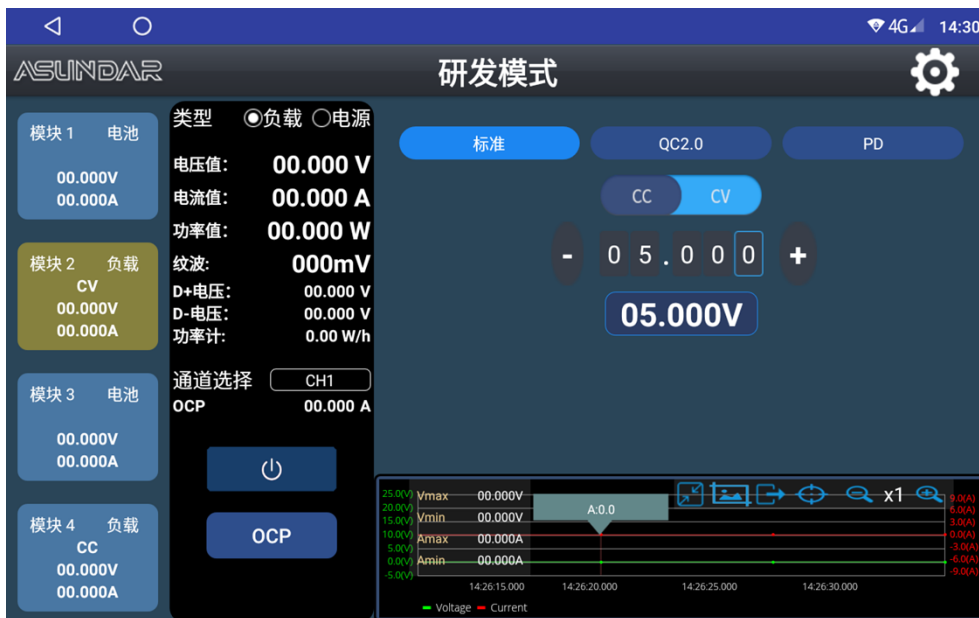 4G 14:30
ASUNDAR
研发模式
模块 1 电池
00.000V
00.000A
模块 2 负载
CV
00.000V
00.000A
模块 3 电池
00.000V
00.000A
模块 4 负载
CC
00.000V
00.000A
类型 负载 电源
电压值: 00.000 V
电流值: 00.000 A
功率值: 00.000 W
纹波: 000mV
D+电压: 00.000 V
D-电压: 00.000 V
功率计: 0.00 W/h
通道选择 CH1
OCP 00.000 A
OCP
标准 QC2.0 PD
CC CV
- 0 5 . 0 0 0 +
05.000V
x1
25.0(V)
20.0(V)
15.0(V)
10.0(V)
5.0(V)
0.0(V)
-5.0(V)
Vmax 00.000V
Vmin 00.000V
Amax 00.000A
Amin 00.000A
A:0.0
9.0(A)
6.0(A)
3.0(A)
0.0(A)
-3.0(A)
-6.0(A)
-9.0(A)
14:26:15.000 14:26:20.000 14:26:25.000 14:26:30.000
Voltage Current